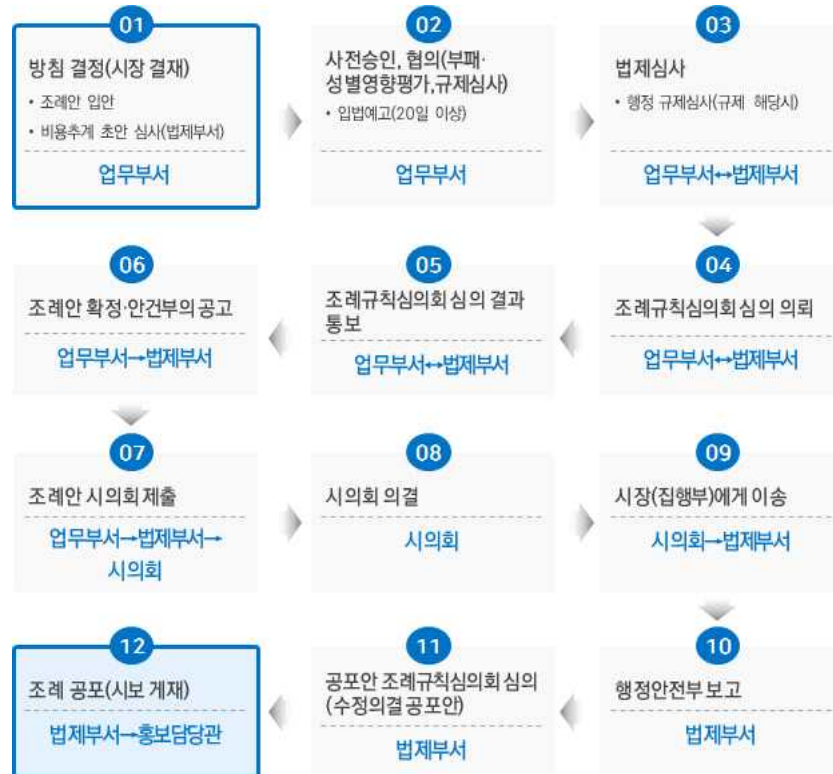 01
방침 결정(시장 결재)
• 조례안 입안
• 비용추계 초안 심사(법제부서)
업무부서
02
사전승인, 협의(부패·
성별영향평가,규제심사)
• 입법예고(20일 이상)
업무부서
03
법제심사
• 행정 규제심사(규제 해당시)
업무부서↔법제부서
04
조례규칙심의회 심의 의뢰
업무부서↔법제부서
05
조례규칙심의회 심의 결과
통보
업무부서↔법제부서
06
조례안 확정·안건부의 공고
업무부서→법제부서
07
조례안 시의회 제출
업무부서→법제부서→
시의회
08
시의회 의결
시의회
09
시장(집행부)에게 이송
시의회→법제부서
10
행정안전부 보고
법제부서
11
공포안 조례규칙심의회 심의
(수정의결 공포안)
법제부서
12
조례 공포(시보 게재)
법제부서→홍보담당관